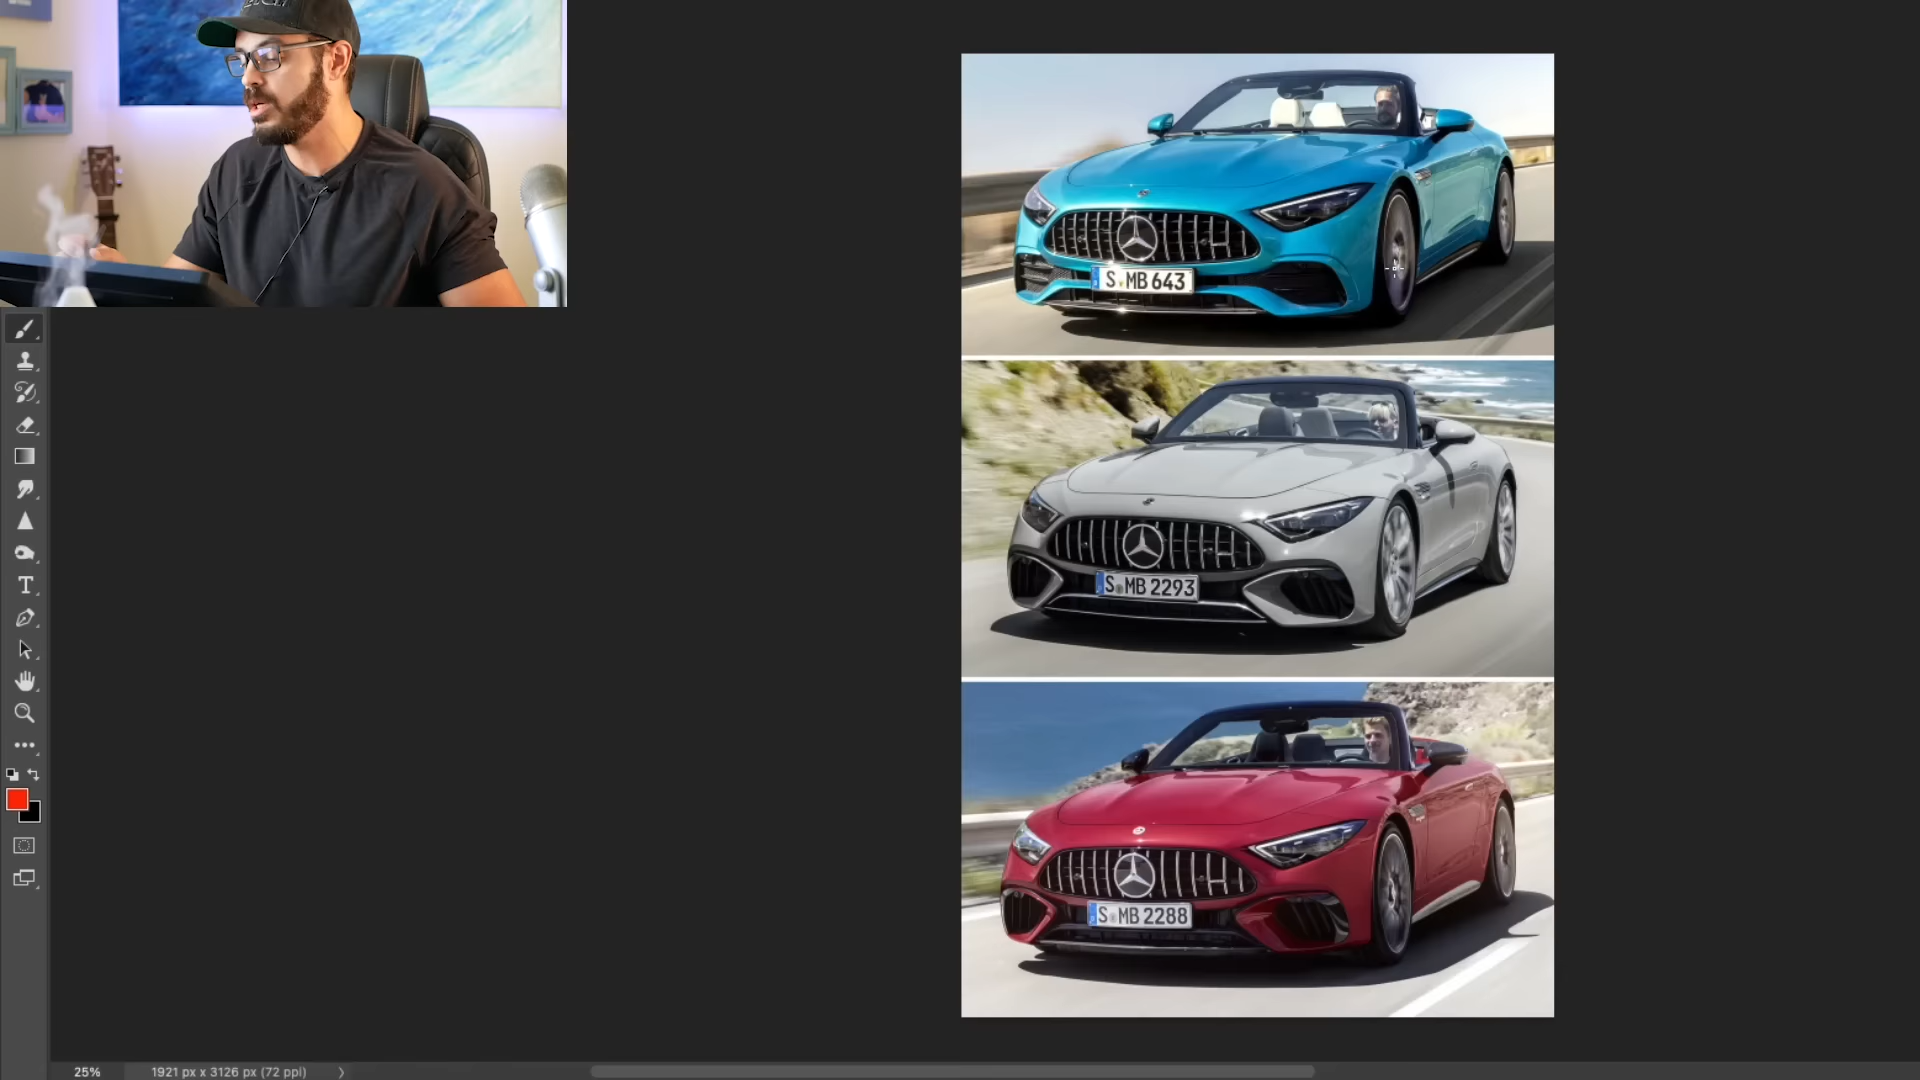 S MB 643
S MB 2293
S MB 2288
T
25%
1921 px x 3126 px (72 ppi)